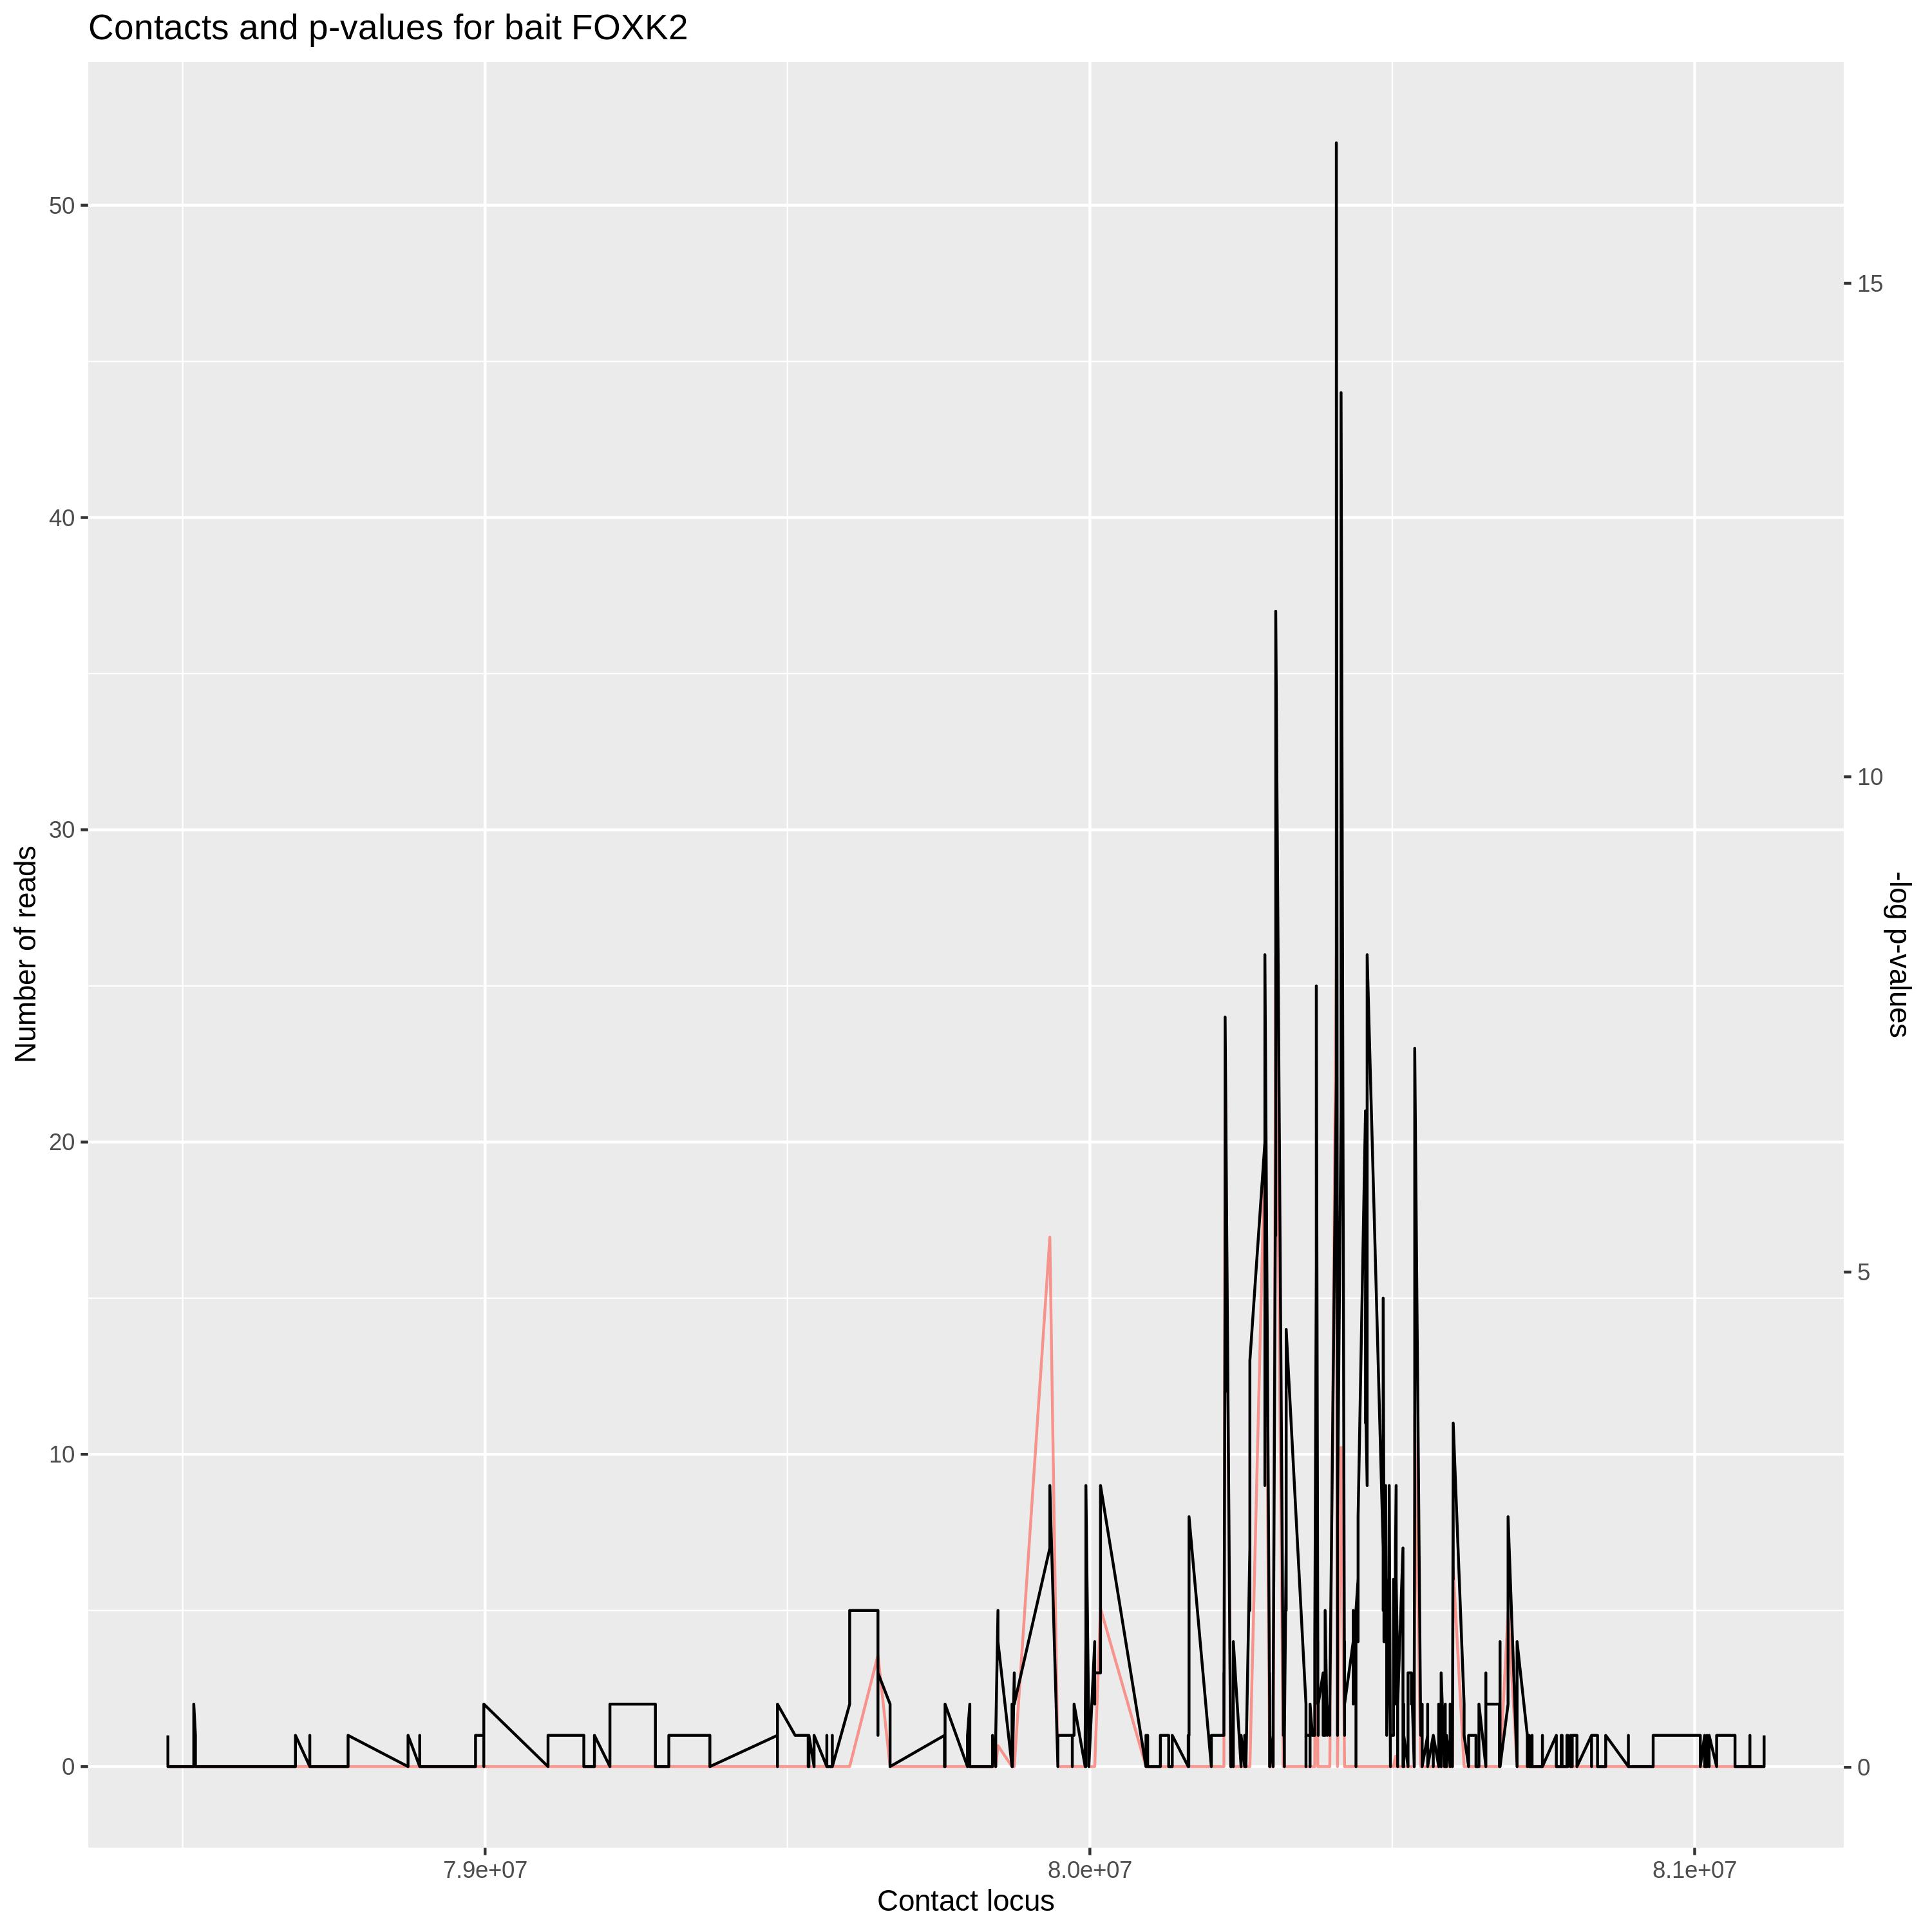 Contacts and p-values for bait FOXK2
50
40
30
20
10
0
Number of reads
15
10
5
0
-log p-values
7.9e+07
8.0e+07
8.1e+07
Contact locus